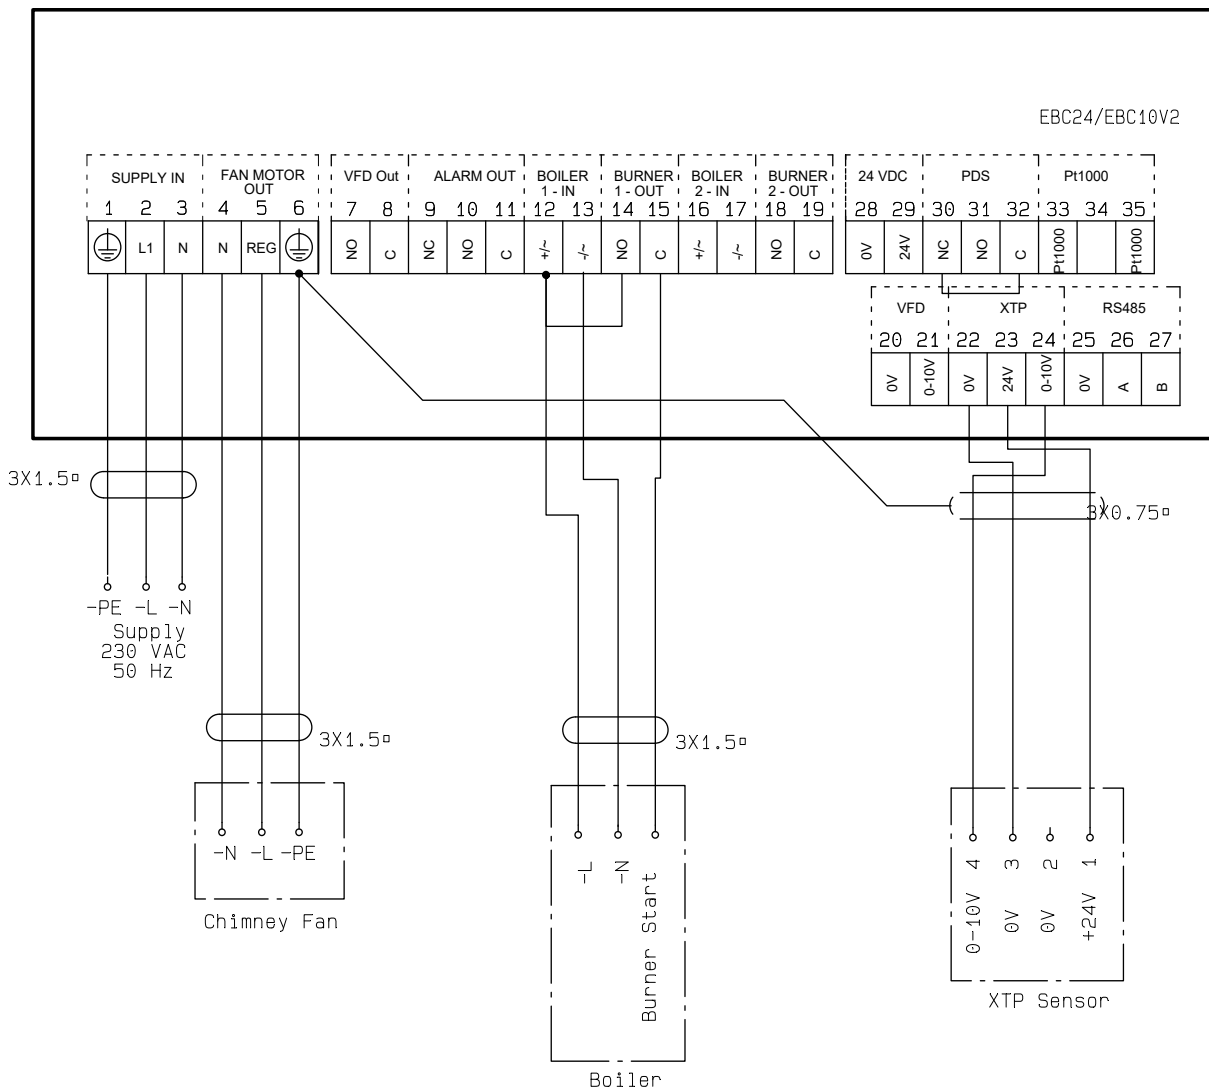 EBC24/EBC10V2
SUPPLY IN
FAN MOTOR
OUT
VFD Out
ALARM OUT
BOILER
1 - IN
BURNER
1 - OUT
BOILER
2 - IN
BURNER
2 - OUT
24 VDC
PDS
Pt1000
1 2 3 4 5 6 7 8 9 10 11 12 13 14 15 16 17 18 19 28 29 30 31 32 33 34 35
L1 N N REG NO C NC NO C +/~ -/~ NO C +/~ -/~ NO C 0V 24V NC NO C Pt1000 Pt1000
VFD
XTP
RS485
20 21 22 23 24 25 26 27
0V 0-10V 0V 24V 0-10V 0V A B
3X1.5▫
3X0.75▫
-PE -L -N
Supply
230 VAC
50 Hz
3X1.5▫
3X1.5▫
-N -L -PE
Chimney Fan
-L
-N
Burner Start
Boiler
4 3 2 1
0-10V 0V 0V +24V
XTP Sensor